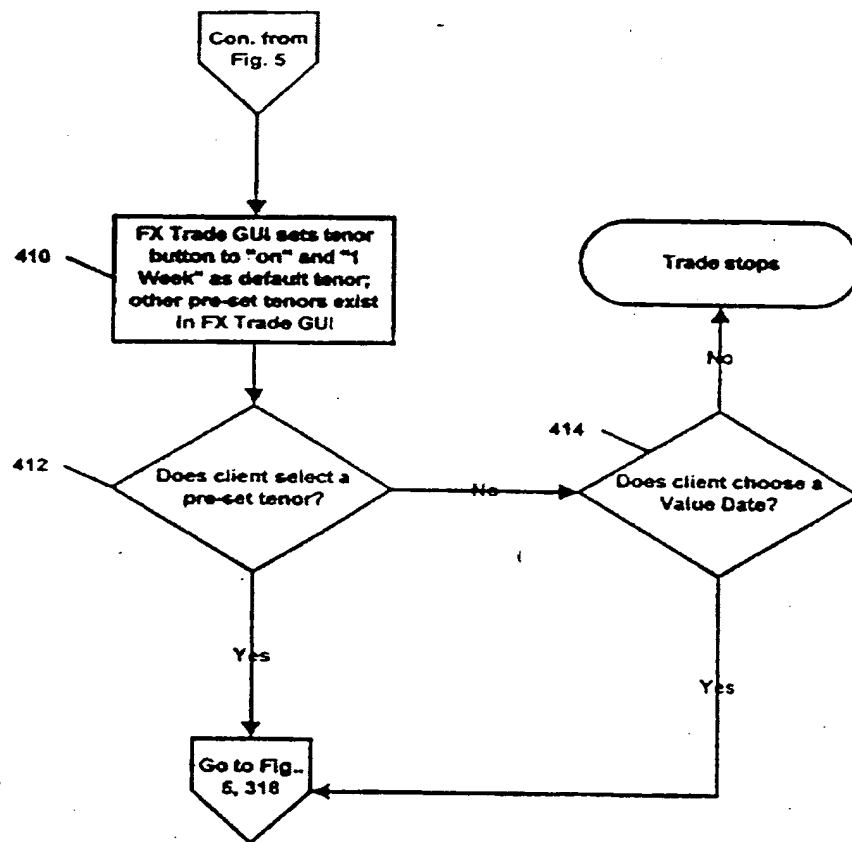 Con. from
Fig. 5
FX Trade GUI sets tenor
button to "on" and "1
Week" as default tenor;
other pre-set tenors exist
in FX Trade GUI
410
Trade stops
No
412
Does client select a
pre-set tenor?
No
414
Does client choose a
Value Date?
Yes
Yes
Go to Fig..
5, 318